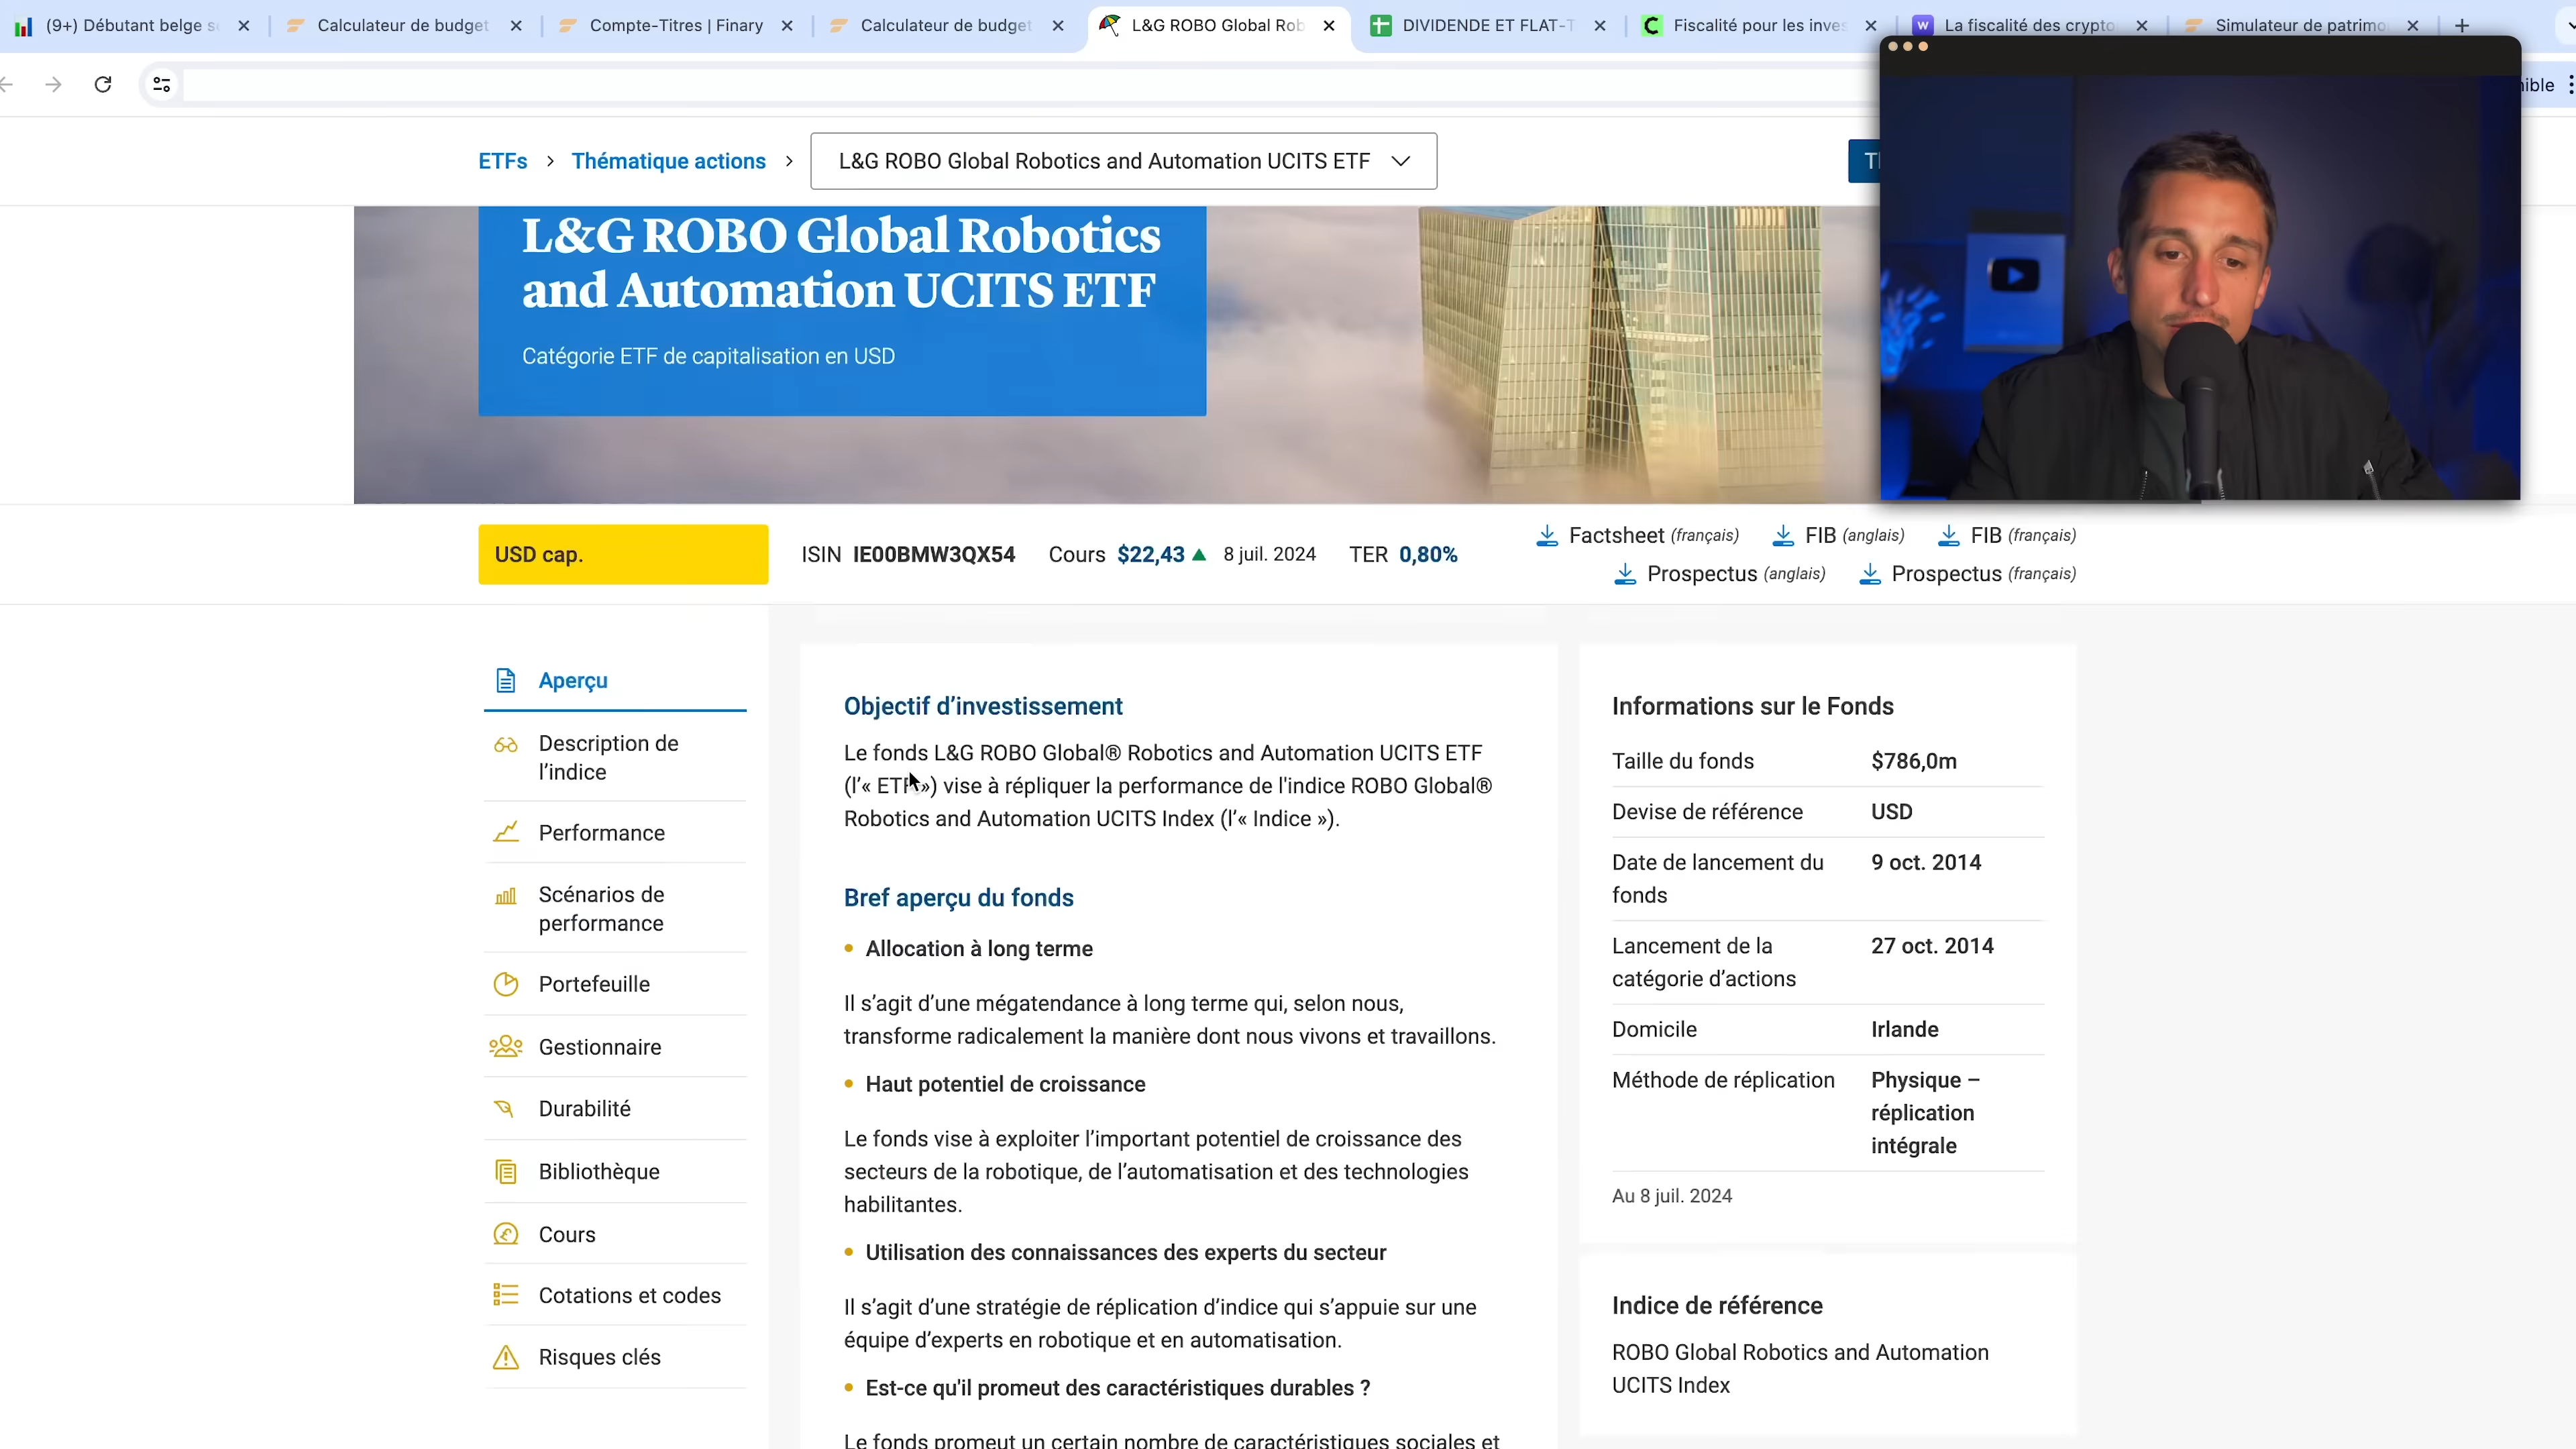 (9+) Débutant belge s
Calculateur de budget
Compte-Titres | Finary
Calculateur de budget
L&G ROBO Global Rob
DIVIDENDE ET FLAT-T
Fiscalité pour les inves
La fiscalité des crypto
Simulateur de patrimo
ETFs > Thématique actions > L&G ROBO Global Robotics and Automation UCITS ETF
L&G ROBO Global Robotics
and Automation UCITS ETF
Catégorie ETF de capitalisation en USD
USD cap.
ISIN IE00BMW3QX54
Cours $22,43 8 juil. 2024
TER 0,80%
Factsheet (français)
FIB (anglais)
FIB (français)
Prospectus (anglais)
Prospectus (français)
Aperçu
Description de
l’indice
Performance
Scénarios de
performance
Portefeuille
Gestionnaire
Durabilité
Bibliothèque
Cours
Cotations et codes
Risques clés
Objectif d’investissement
Le fonds L&G ROBO Global® Robotics and Automation UCITS ETF
(l’« ETF ») vise à répliquer la performance de l'indice ROBO Global®
Robotics and Automation UCITS Index (l’« Indice »).
Bref aperçu du fonds
• Allocation à long terme
Il s’agit d’une mégatendance à long terme qui, selon nous,
transforme radicalement la manière dont nous vivons et travaillons.
• Haut potentiel de croissance
Le fonds vise à exploiter l’important potentiel de croissance des
secteurs de la robotique, de l’automatisation et des technologies
habilitantes.
• Utilisation des connaissances des experts du secteur
Il s’agit d’une stratégie de réplication d’indice qui s’appuie sur une
équipe d’experts en robotique et en automatisation.
• Est-ce qu'il promeut des caractéristiques durables ?
Le fonds promeut un certain nombre de caractéristiques sociales et
Informations sur le Fonds
Taille du fonds $786,0m
Devise de référence USD
Date de lancement du 9 oct. 2014
fonds
Lancement de la 27 oct. 2014
catégorie d’actions
Domicile Irlande
Méthode de réplication Physique –
réplication
intégrale
Au 8 juil. 2024
Indice de référence
ROBO Global Robotics and Automation
UCITS Index